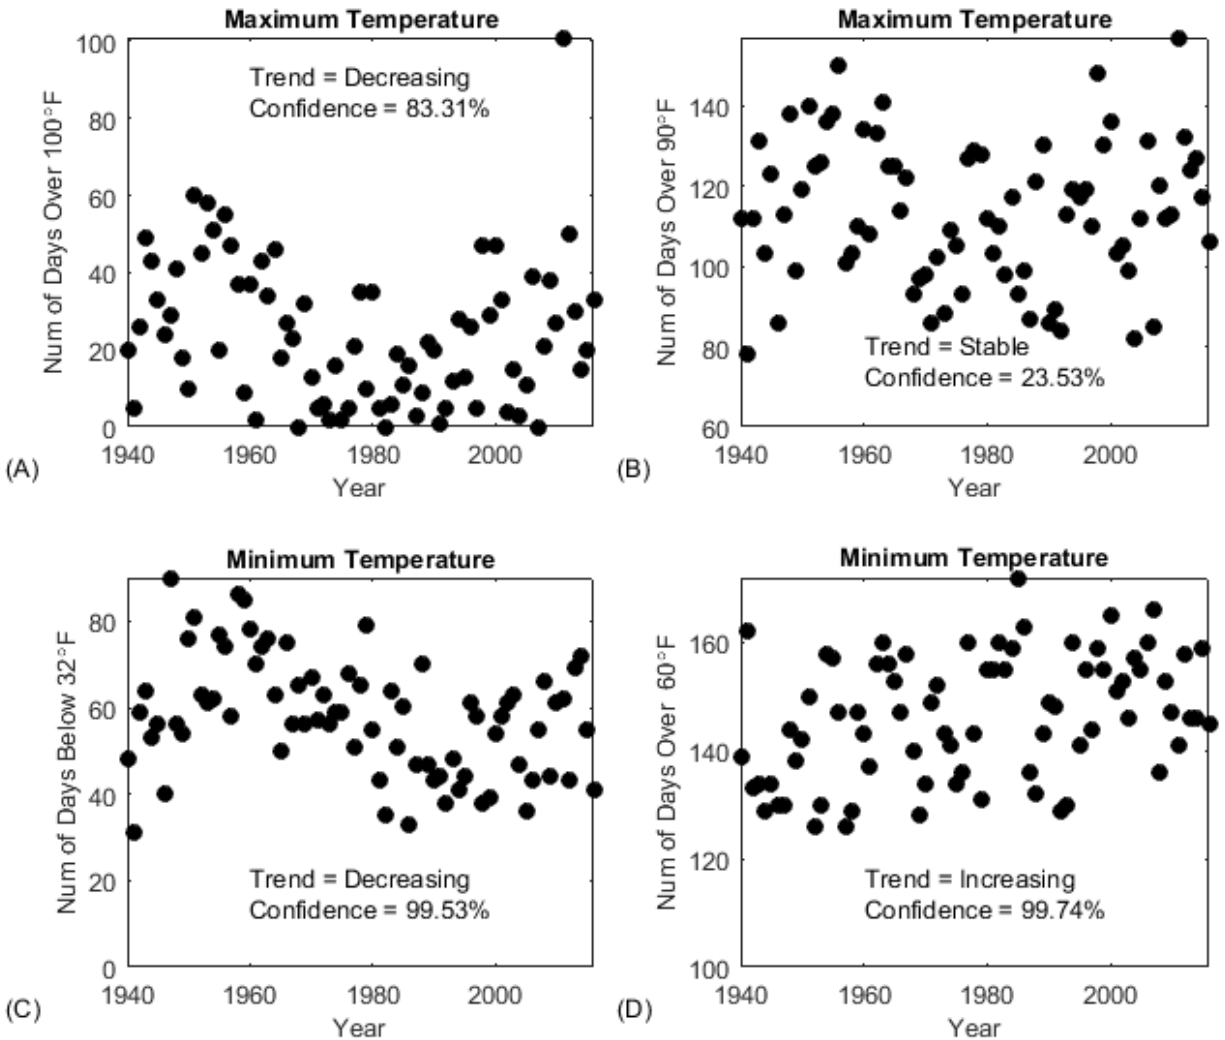 Maximum Temperature
Num of Days Over 100°F
100
80
60
40
20
0
Trend = Decreasing
Confidence = 83.31%
1940 1960 1980 2000
Year
(A)
Maximum Temperature
Num of Days Over 90°F
140
120
100
80
60
Trend = Stable
Confidence = 23.53%
1940 1960 1980 2000
Year
(B)
Minimum Temperature
Num of Days Below 32°F
80
60
40
20
0
Trend = Decreasing
Confidence = 99.53%
1940 1960 1980 2000
Year
(C)
Minimum Temperature
Num of Days Over 60°F
160
140
120
100
Trend = Increasing
Confidence = 99.74%
1940 1960 1980 2000
Year
(D)